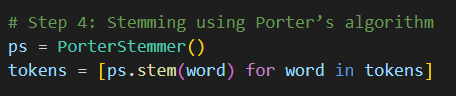 # Step 4: Stemming using Porter’s algorithm
ps = PorterStemmer()
tokens = [ps.stem(word) for word in tokens]